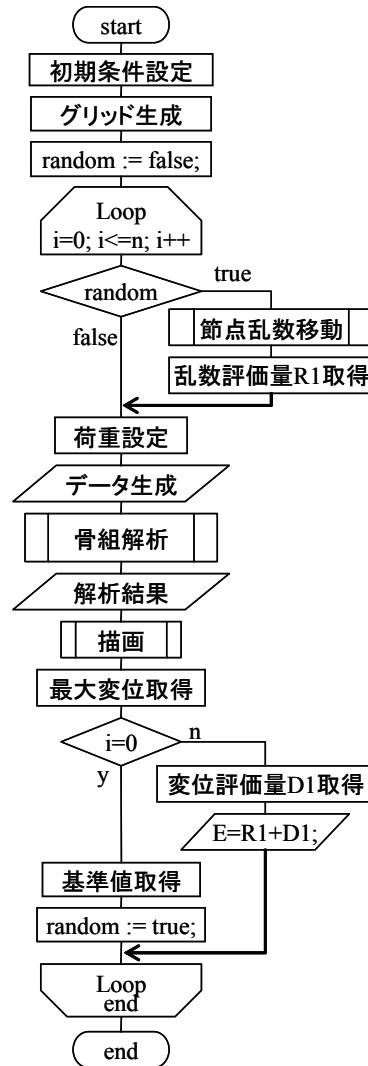 start
初期条件設定
グリッド生成
random := false;
Loop
i=0; i<=n; i++
random
true
false
節点乱数移動
乱数評価量R1取得
荷重設定
データ生成
骨組解析
解析結果
描画
最大変位取得
i=0
n
y
変位評価量D1取得
E=R1+D1;
基準値取得
random := true;
Loop
end
end